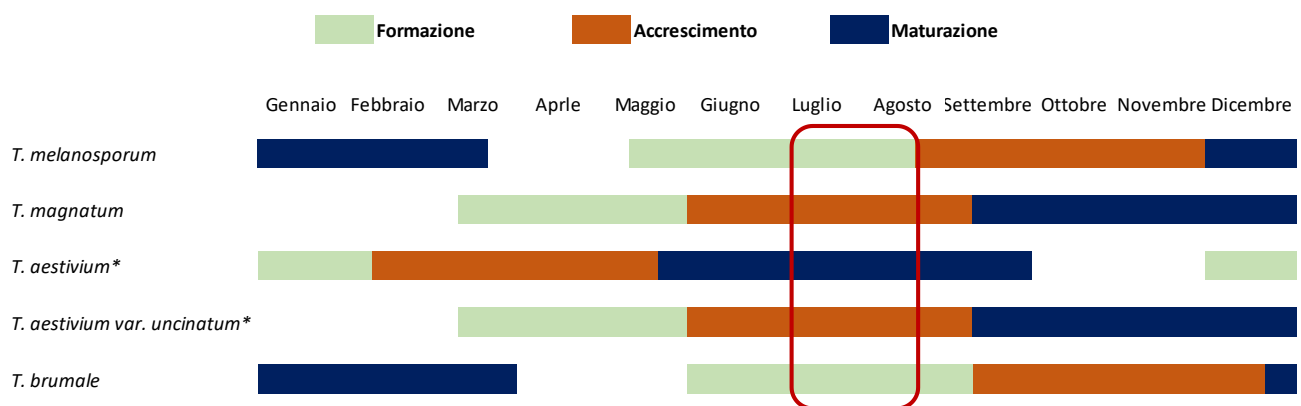 Formazione Accrescimento Maturazione
Gennaio Febbraio Marzo Aprle Maggio Giugno Luglio Agosto Settembre Ottobre Novembre Dicembre
T. melanosporum
T. magnatum
T. aestivium*
T. aestivium var. uncinatum*
T. brumale